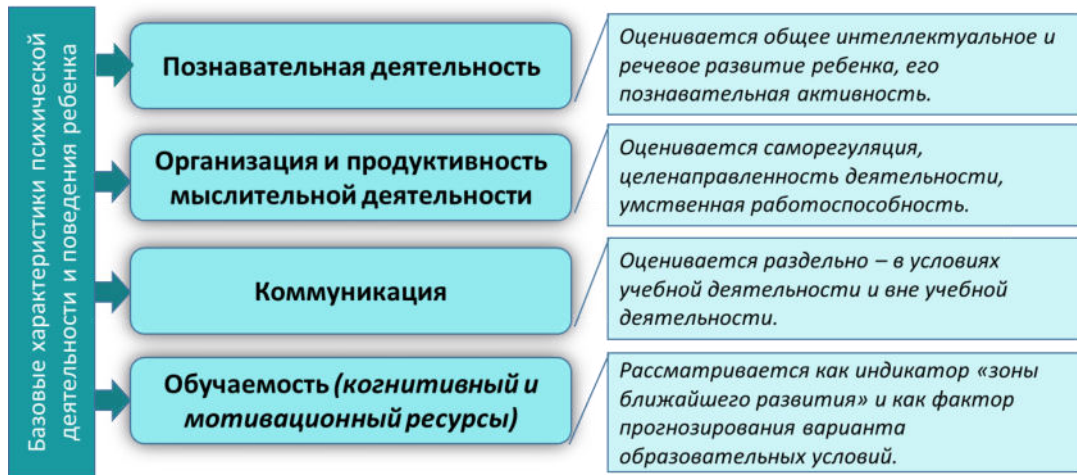 Базовые характеристики психической
деятельности и поведения ребенка
Познавательная деятельность
Оценивается общее интеллектуальное и
речевое развитие ребенка, его
познавательная активность.
Организация и продуктивность
мыслительной деятельности
Оценивается саморегуляция,
целенаправленность деятельности,
умственная работоспособность.
Коммуникация
Оценивается раздельно – в условиях
учебной деятельности и вне учебной
деятельности.
Обучаемость (когнитивный и
мотивационный ресурсы)
Рассматривается как индикатор «зоны
ближайшего развития» и как фактор
прогнозирования варианта
образовательных условий.